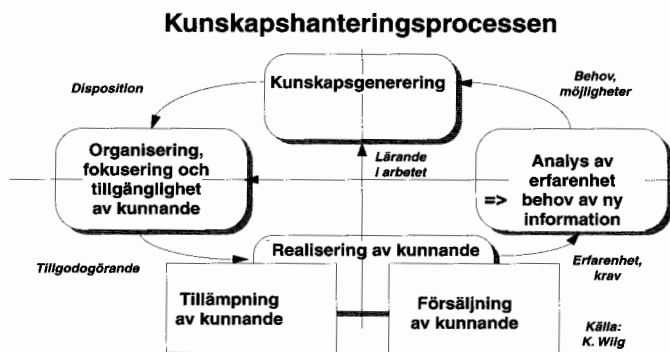 Kunskapshanteringsprocessen
Disposition
Kunskapsgenerering
Behov,
möjligheter
Organisering,
fokusering och
tillgänglighet
av kunnande
Lärande
i arbetet
Analys av
erfarenhet
=> behov av ny
information
Tillgodogörande
Realisering av kunnande
Erfarenhet,
krav
Tillämpning
av kunnande
Försäljning
av kunnande
Källa:
K. Wiig